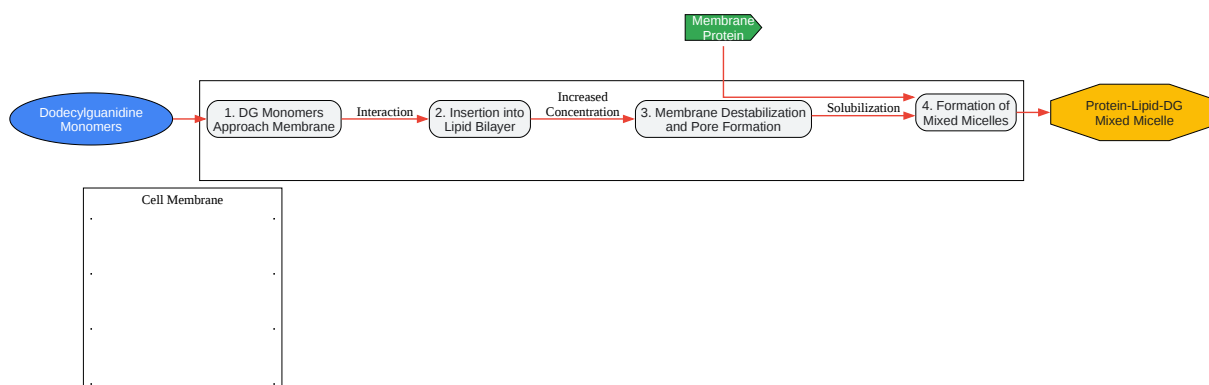 Membrane
Protein
Dodecylguanidine
Monomers
1. DG Monomers
Approach Membrane
Interaction
2. Insertion into
Lipid Bilayer
Increased
Concentration
3. Membrane Destabilization
and Pore Formation
Solubilization
4. Formation of
Mixed Micelles
Protein-Lipid-DG
Mixed Micelle
Cell Membrane